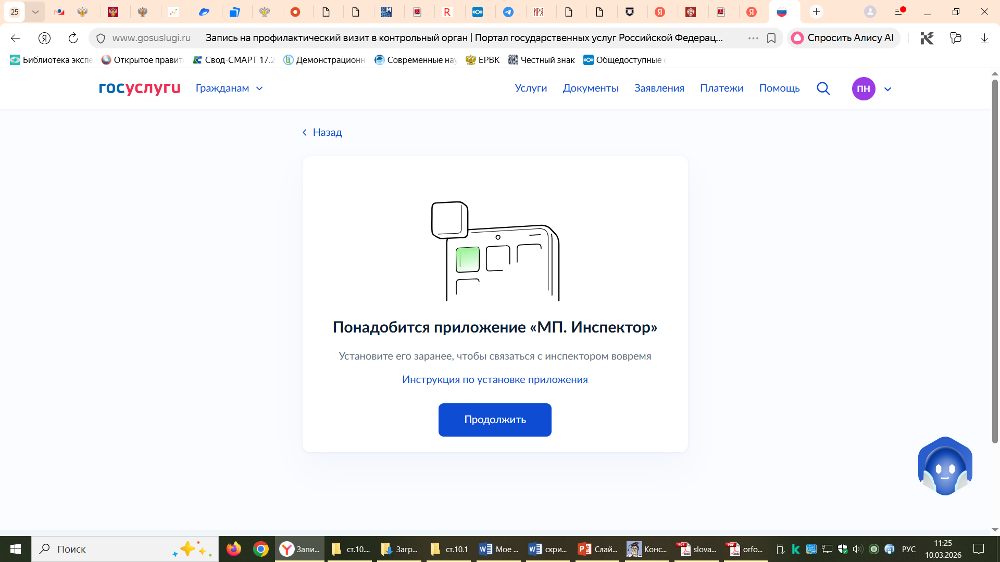 25
www.gosuslugi.ru Запись на профилактический визит в контрольный орган | Портал государственных услуг Российской Федерац... Спросить Алису AI
Библиотека экспе Открытое правит Свод-СМАРТ 17.2 Демонстрационн Современные нау ЕРВК Честный знак Общедоступные
госуслуги Гражданам Услуги Документы Заявления Платежи Помощь ПН
Назад
Понадобится приложение «МП. Инспектор»
Установите его заранее, чтобы связаться с инспектором вовремя
Инструкция по установке приложения
Продолжить
Поиск Запи... ст.10.... Загр... ст.10.1 Мое ... скри... Слай... Конс... slova... orfo... РУС 11:25
10.03.2026